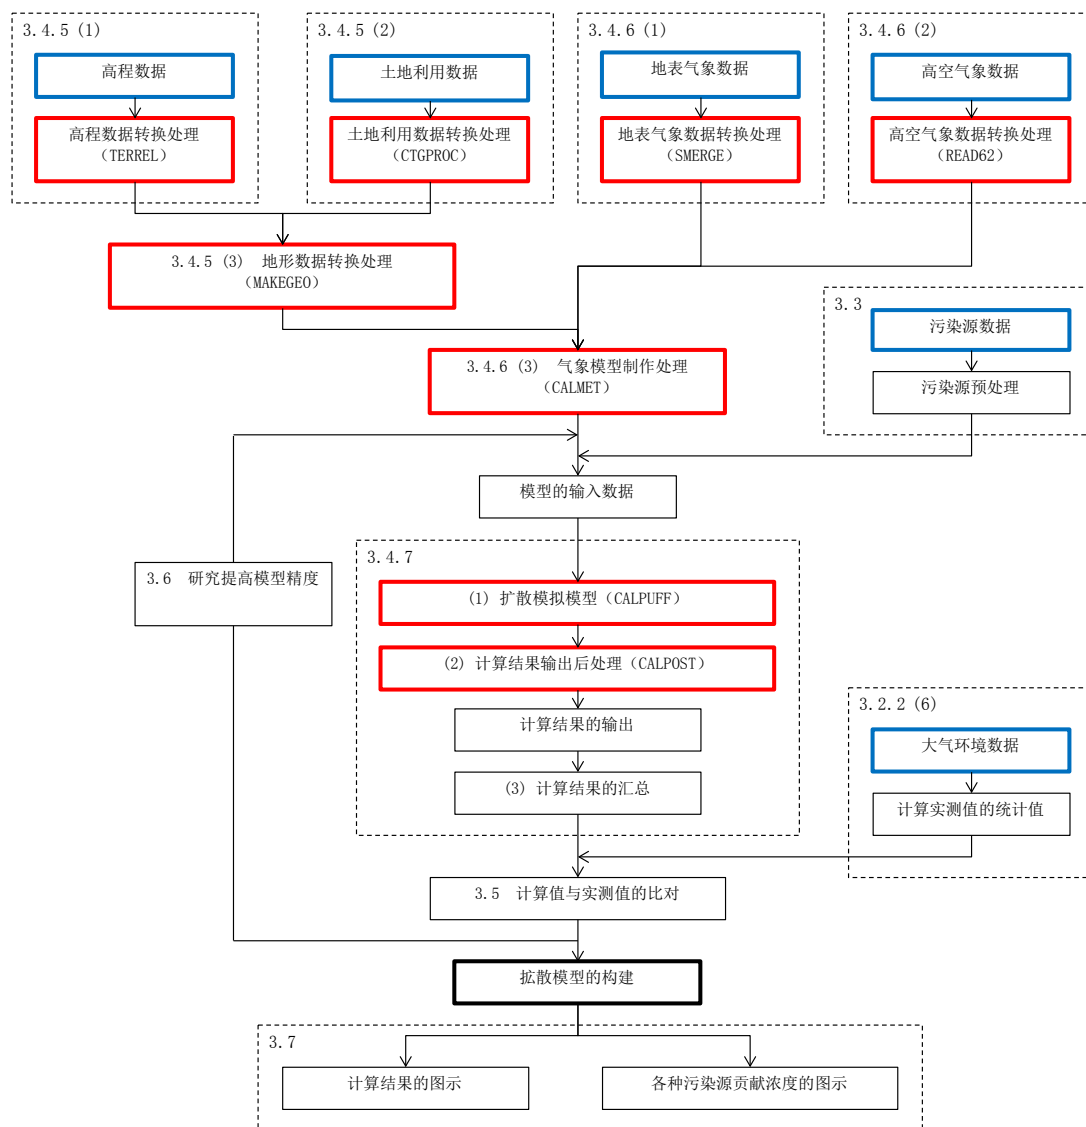 3.4.5 (1)
高程数据
高程数据转换处理
(TERREL)
3.4.5 (2)
土地利用数据
土地利用数据转换处理
(CTGPROC)
3.4.6 (1)
地表气象数据
地表气象数据转换处理
(SMERGE)
3.4.6 (2)
高空气象数据
高空气象数据转换处理
(READ62)
3.4.5 (3) 地形数据转换处理
(MAKEGEO)
3.3
污染源数据
污染源预处理
3.4.6 (3) 气象模型制作处理
(CALMET)
模型的输入数据
3.6 研究提高模型精度
3.4.7
(1) 扩散模拟模型（CALPUFF）
(2) 计算结果输出后处理（CALPOST）
计算结果的输出
(3) 计算结果的汇总
3.2.2 (6)
大气环境数据
计算实测值的统计值
3.5 计算值与实测值的比对
拡散模型的构建
3.7
计算结果的图示
各种污染源贡献浓度的图示